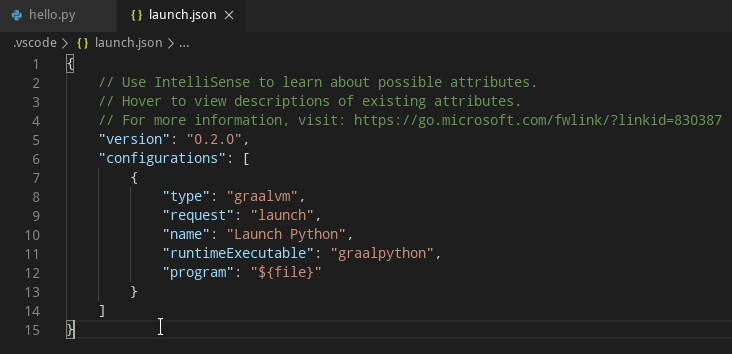 hello.py {} launch.json ×
.vscode > {} launch.json > ...
1 {
2 // Use IntelliSense to learn about possible attributes.
3 // Hover to view descriptions of existing attributes.
4 // For more information, visit: https://go.microsoft.com/fwlink/?linkid=830387
5 "version": "0.2.0",
6 "configurations": [
7 {
8 "type": "graalvm",
9 "request": "launch",
10 "name": "Launch Python",
11 "runtimeExecutable": "graalpython",
12 "program": "${file}"
13 }
14 ]
15 }